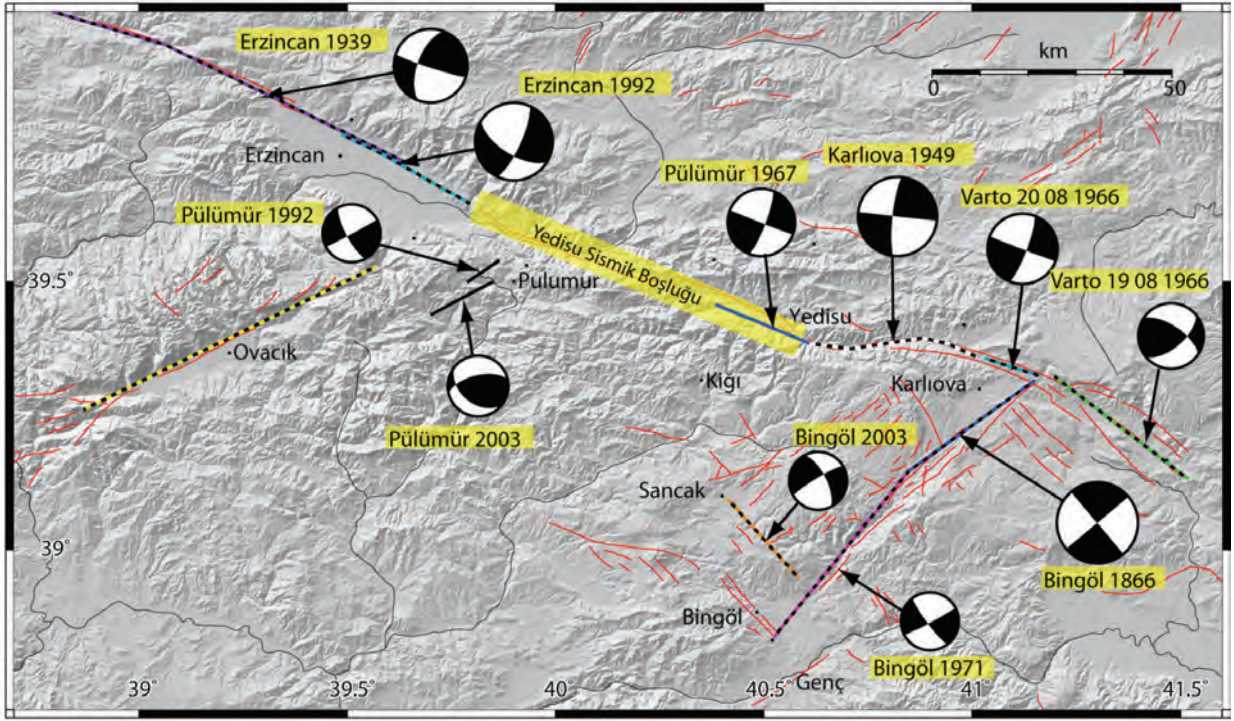 Erzincan 1939
km
0
50
Erzincan 1992
Erzincan
Pülümür 1967
Karlıova 1949
Varto 20 08 1966
Pülümür 1992
39.5°
Pulumur
Yedisu Sismik Boşluğu
Yedisu
Varto 19 08 1966
Ovacık
Kiğı
Karlıova
Pülümür 2003
Bingöl 2003
Sancak
39°
Bingöl 1866
Bingöl
Bingöl 1971
Genç
39°
39.5°
40°
40.5°
41°
41.5°